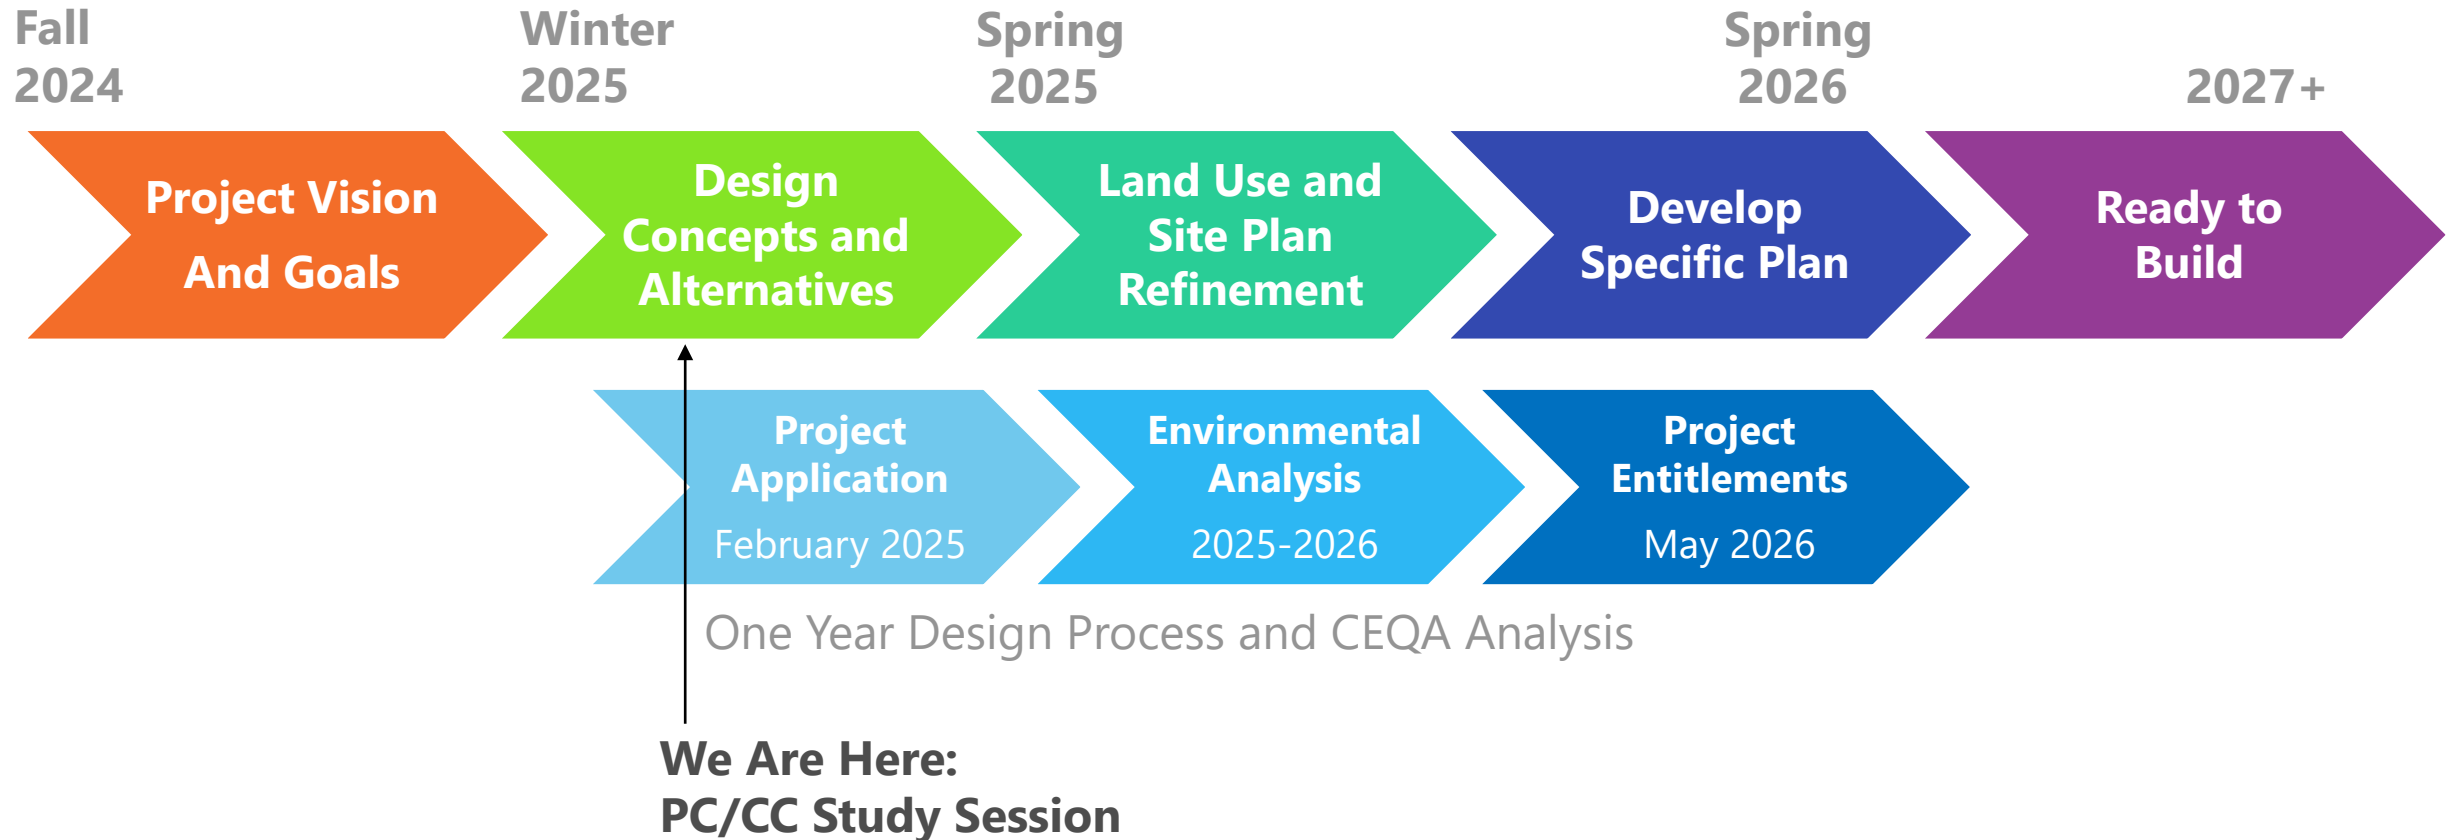 Fall
2024
Winter
2025
Spring
2025
Spring
2026
2027+
Project Vision
And Goals
Design
Concepts and
Alternatives
Land Use and
Site Plan
Refinement
Develop
Specific Plan
Ready to
Build
Project
Application
February 2025
Environmental
Analysis
2025-2026
Project
Entitlements
May 2026
One Year Design Process and CEQA Analysis
We Are Here:
PC/CC Study Session